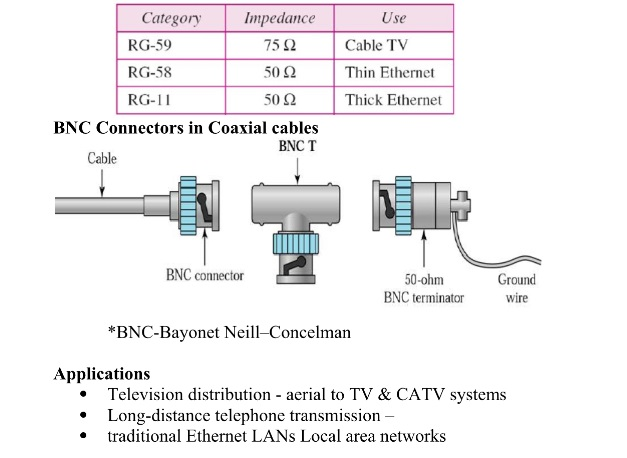 Category Impedance Use
RG-59 75 Ω Cable TV
RG-58 50 Ω Thin Ethernet
RG-11 50 Ω Thick Ethernet
BNC Connectors in Coaxial cables
BNC T
Cable
BNC connector
50-ohm
BNC terminator
Ground
wire
*BNC-Bayonet Neill–Concelman
Applications
• Television distribution - aerial to TV & CATV systems
• Long-distance telephone transmission –
• traditional Ethernet LANs Local area networks